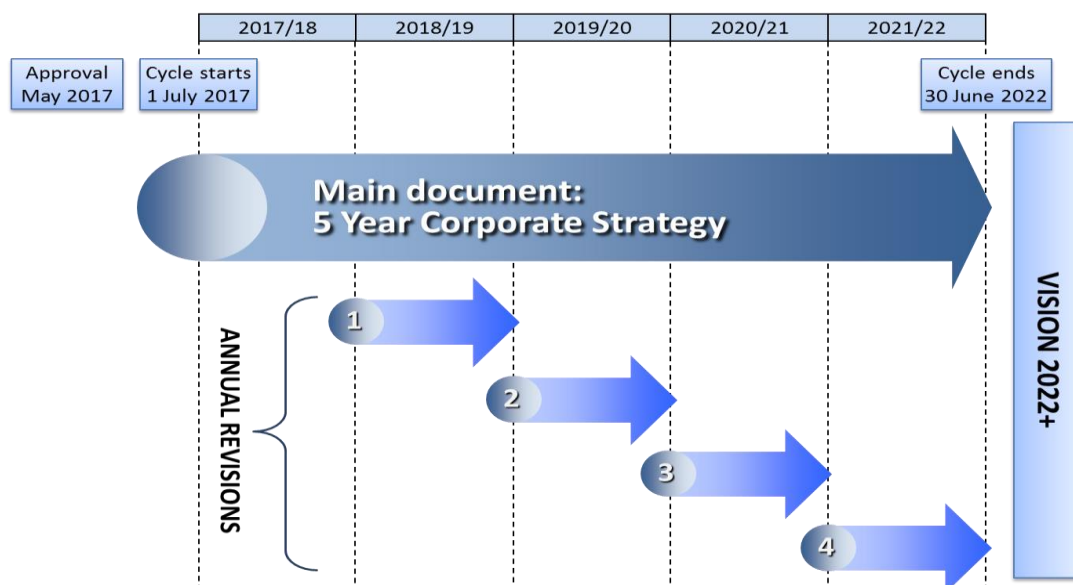 2017/18 2018/19 2019/20 2020/21 2021/22
Approval
May 2017
Cycle starts
1 July 2017
Cycle ends
30 June 2022
Main document:
5 Year Corporate Strategy
ANNUAL REVISIONS
1
2
3
4
VISION 2022+